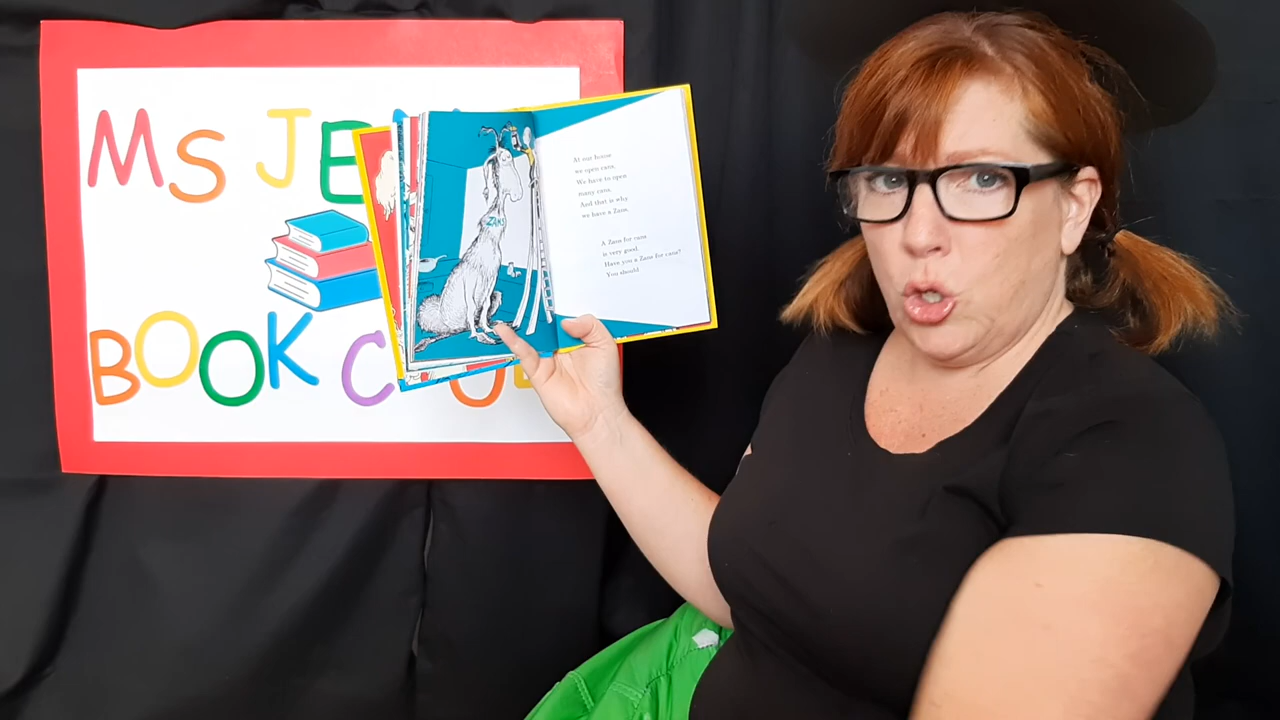 Ms JE
BOOK C
ZANS
At our house
we open cans.
We have to open
many cans.
And that is why
we have a Zans.
A Zans for cans
is very good.
Have you a Zans for cans?
You should.